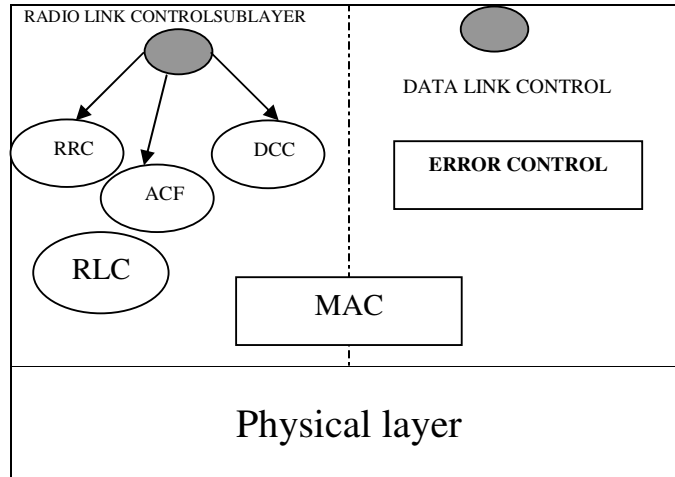 RADIO LINK CONTROLSUBLAYER
DATA LINK CONTROL
RRC
DCC
ACF
ERROR CONTROL
RLC
MAC
Physical layer